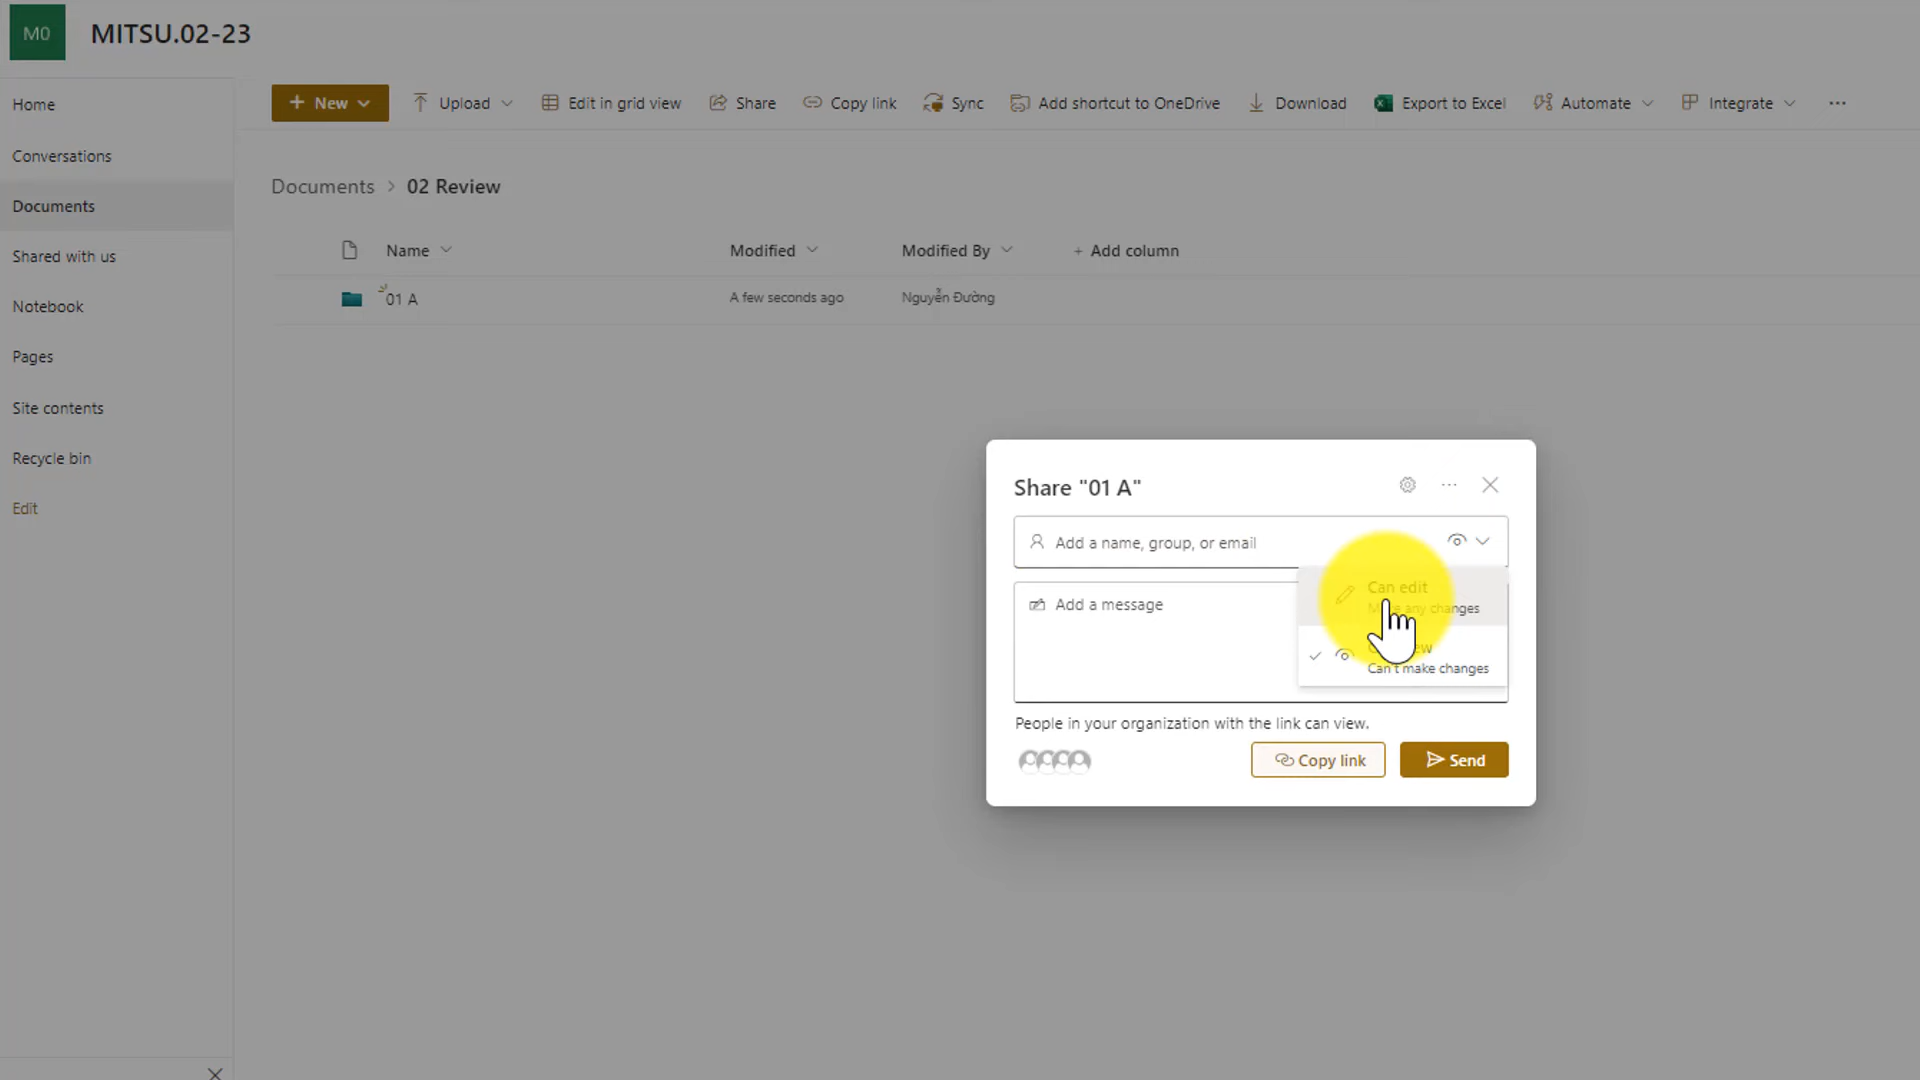 M0
MITSU.02-23
Home
Conversations
Documents
Shared with us
Notebook
Pages
Site contents
Recycle bin
Edit
+ New
Upload
Edit in grid view
Share
Copy link
Sync
Add shortcut to OneDrive
Download
Export to Excel
Automate
Integrate
Documents > 02 Review
Name
Modified
Modified By
+ Add column
01 A
A few seconds ago
Nguyễn Đường
Share "01 A"
Add a name, group, or email
Can edit
any changes
Add a message
Can't make changes
People in your organization with the link can view.
Copy link
Send